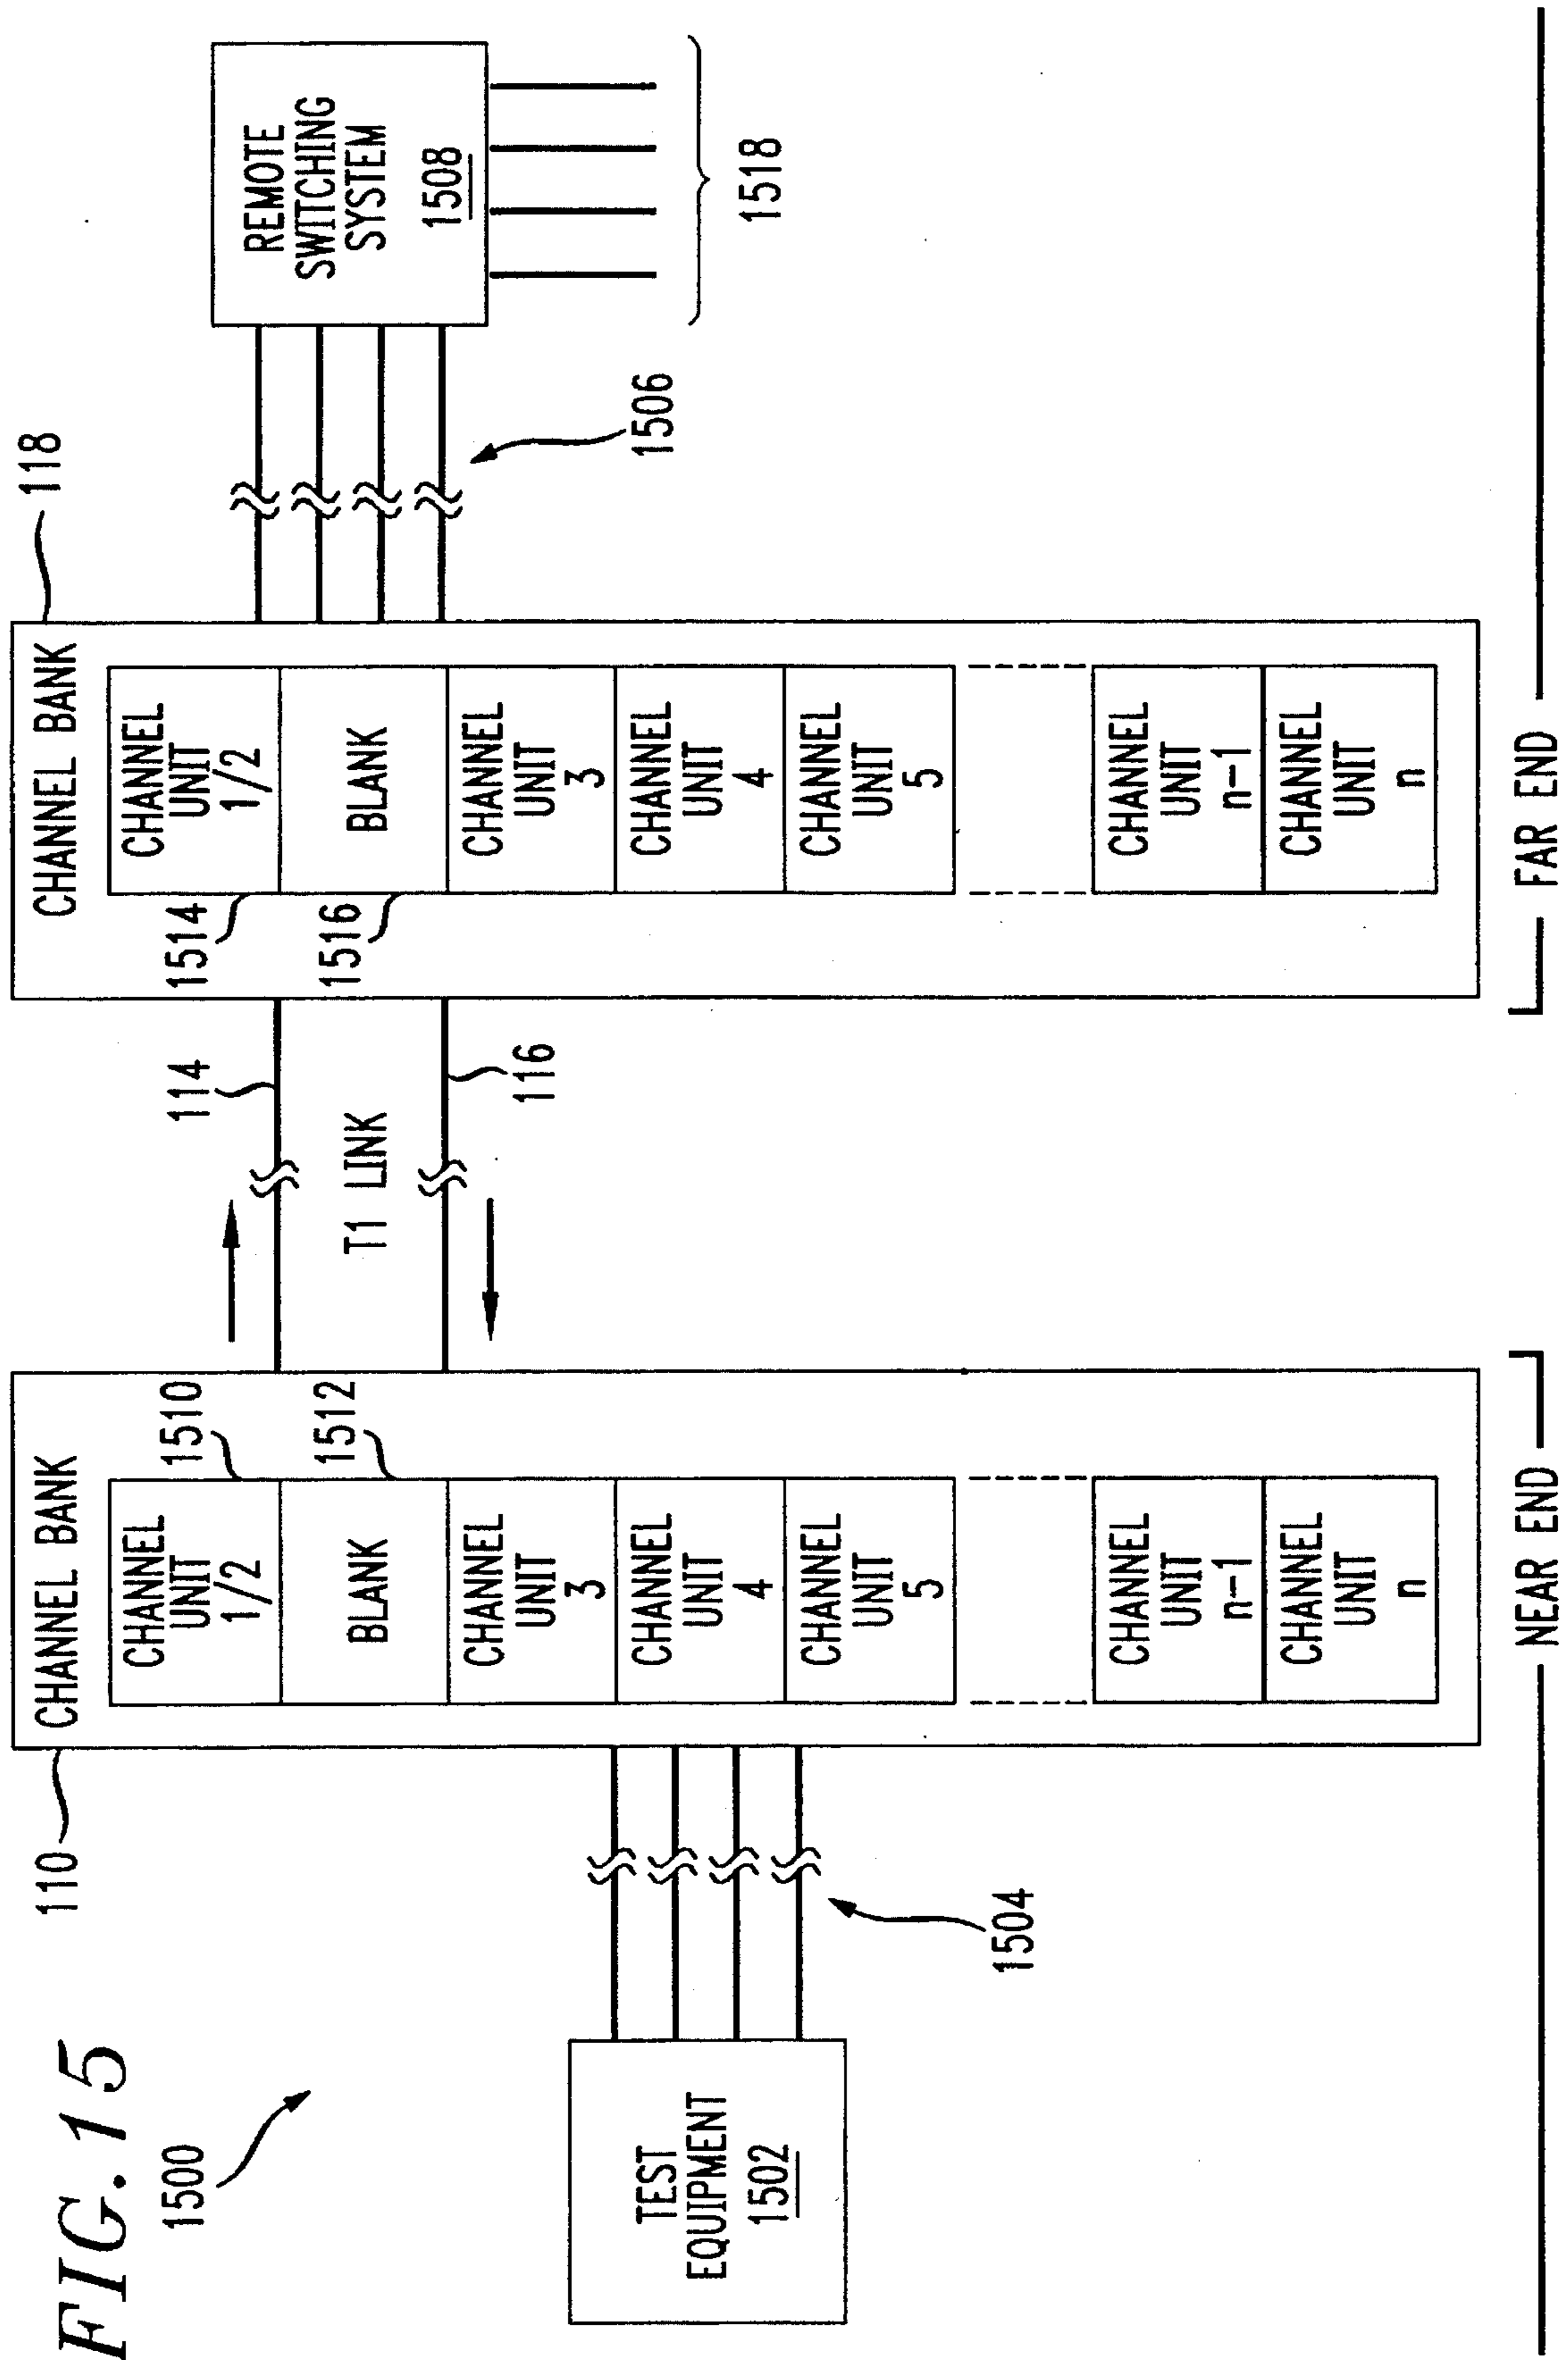 FIG.15
1500
TEST
EQUIPMENT
1502
1504
110
CHANNEL BANK
CHANNEL
UNIT
1/2
BLANK
CHANNEL
UNIT
3
CHANNEL
UNIT
4
CHANNEL
UNIT
5
CHANNEL
UNIT
n-1
CHANNEL
UNIT
n
1510
1512
NEAR END
114
T1 LINK
116
118
CHANNEL BANK
1514
1516
CHANNEL
UNIT
1/2
BLANK
CHANNEL
UNIT
3
CHANNEL
UNIT
4
CHANNEL
UNIT
5
CHANNEL
UNIT
n-1
CHANNEL
UNIT
n
FAR END
1506
REMOTE
SWITCHING
SYSTEM
1508
1518